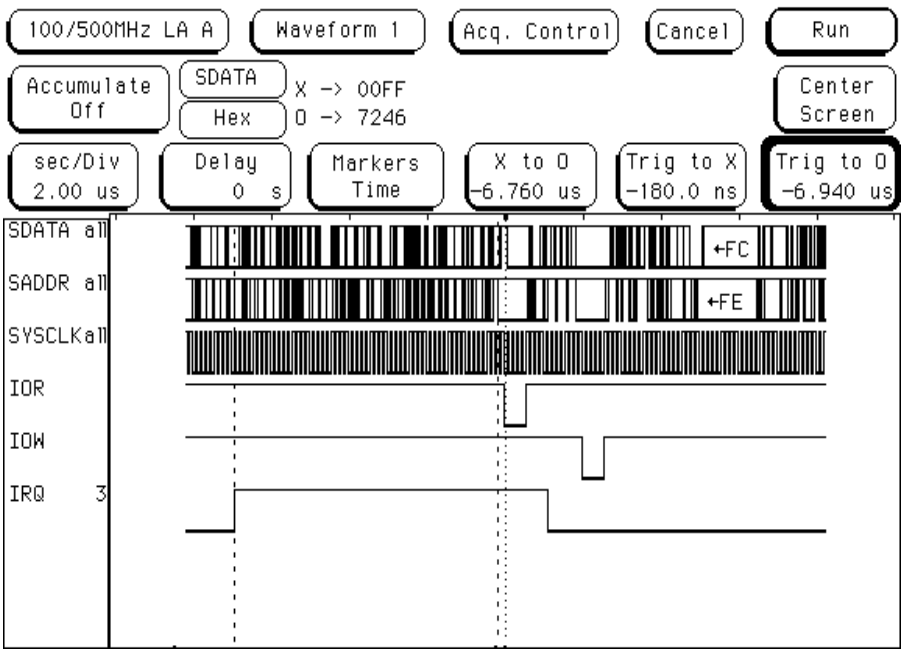 100/500MHz LA A Waveform 1 Acq. Control Cancel Run
Accumulate Off
SDATA X -> 00FF
Hex O -> 7246
Center Screen
sec/Div Delay Markers X to O Trig to X Trig to O
2.00 us 0 s Time -6.760 us -180.0 ns -6.940 us
SDATA all ←FC
SADDR all ←FE
SYSCLKall
IOR
IOW
IRQ 3